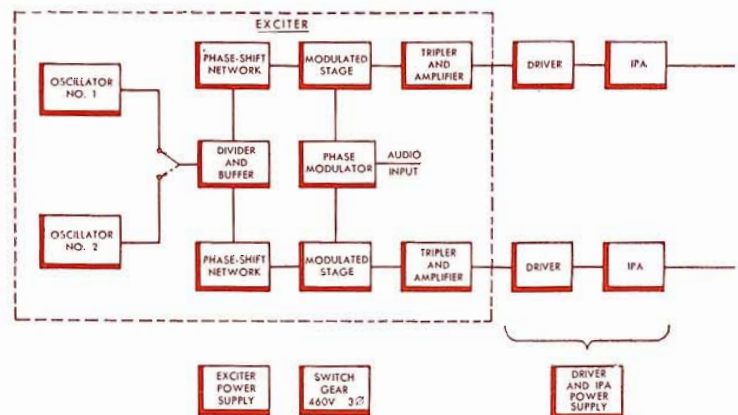 EXCITER
PHASE-SHIFT
NETWORK
MODULATED
STAGE
TRIPLER
AND
AMPLIFIER
DRIVER
IPA
OSCILLATOR
NO. 1
DIVIDER
AND
BUFFER
PHASE
MODULATOR
AUDIO
INPUT
OSCILLATOR
NO. 2
PHASE-SHIFT
NETWORK
MODULATED
STAGE
TRIPLER
AND
AMPLIFIER
DRIVER
IPA
EXCITER
POWER
SUPPLY
SWITCH
GEAR
460V 3Ø
DRIVER
AND IPA
POWER
SUPPLY